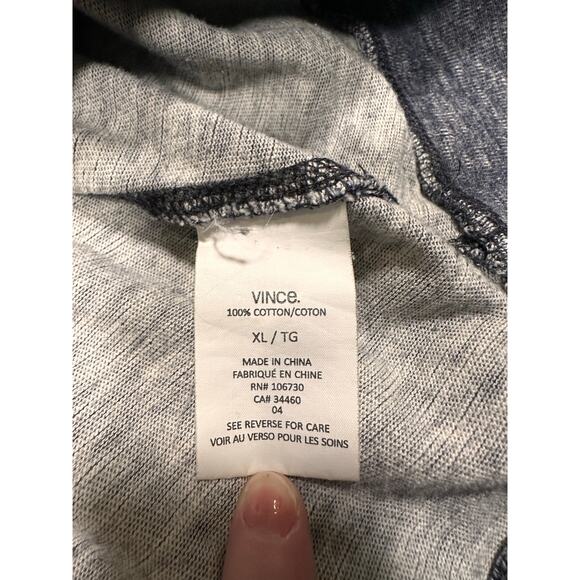 VINCE.
100% COTTON/COTON
XL / TG
MADE IN CHINA
FABRIQUÉ EN CHINE
RN# 106730
CA# 34460
04
SEE REVERSE FOR CARE
VOIR AU VERSO POUR LES SOINS